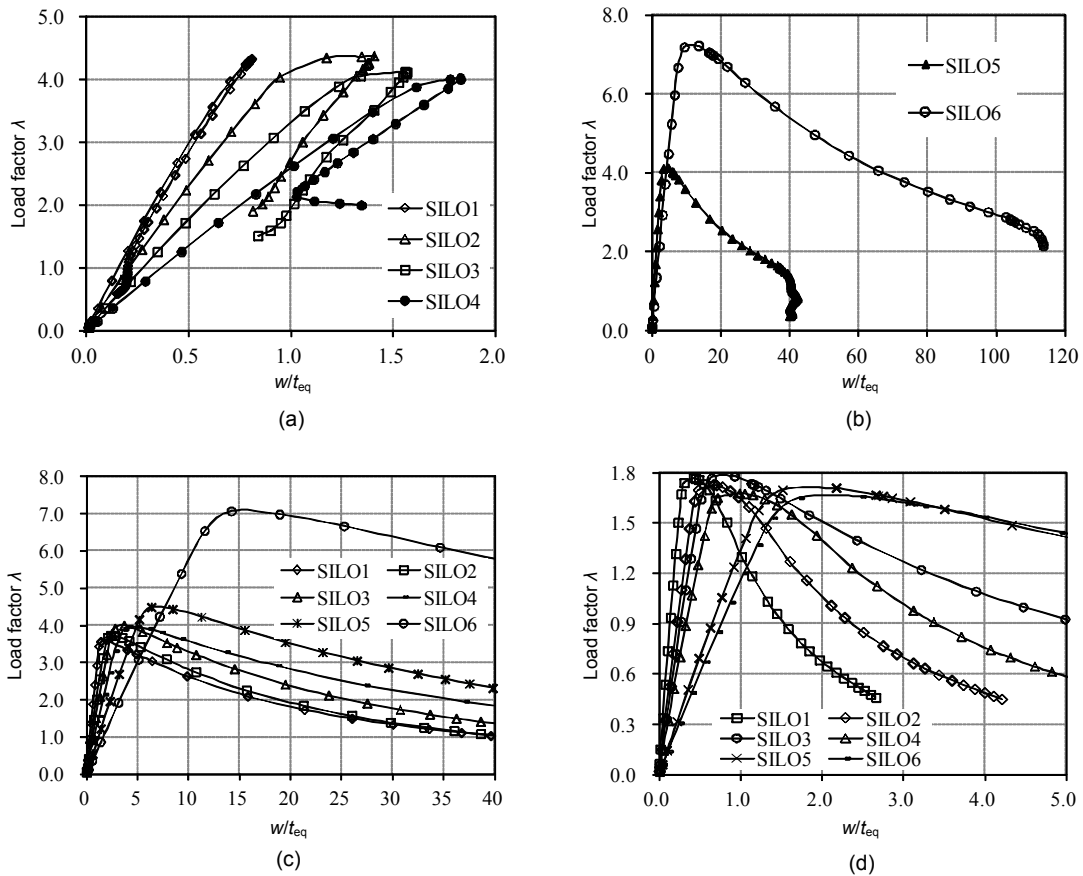 5.0
4.0
3.0
2.0
1.0
0.0
Load factor λ
0.0 0.5 1.0 1.5 2.0
w/teq
SILO1
SILO2
SILO3
SILO4
(a)
8.0
6.0
4.0
2.0
0.0
Load factor λ
0 20 40 60 80 100 120
w/teq
SILO5
SILO6
(b)
8.0
7.0
6.0
5.0
4.0
3.0
2.0
1.0
0.0
Load factor λ
0 5 10 15 20 25 30 35 40
w/teq
SILO1 SILO2
SILO3 SILO4
SILO5 SILO6
(c)
1.8
1.5
1.2
0.9
0.6
0.3
0.0
Load factor λ
0.0 1.0 2.0 3.0 4.0 5.0
w/teq
SILO1 SILO2
SILO3 SILO4
SILO5 SILO6
(d)